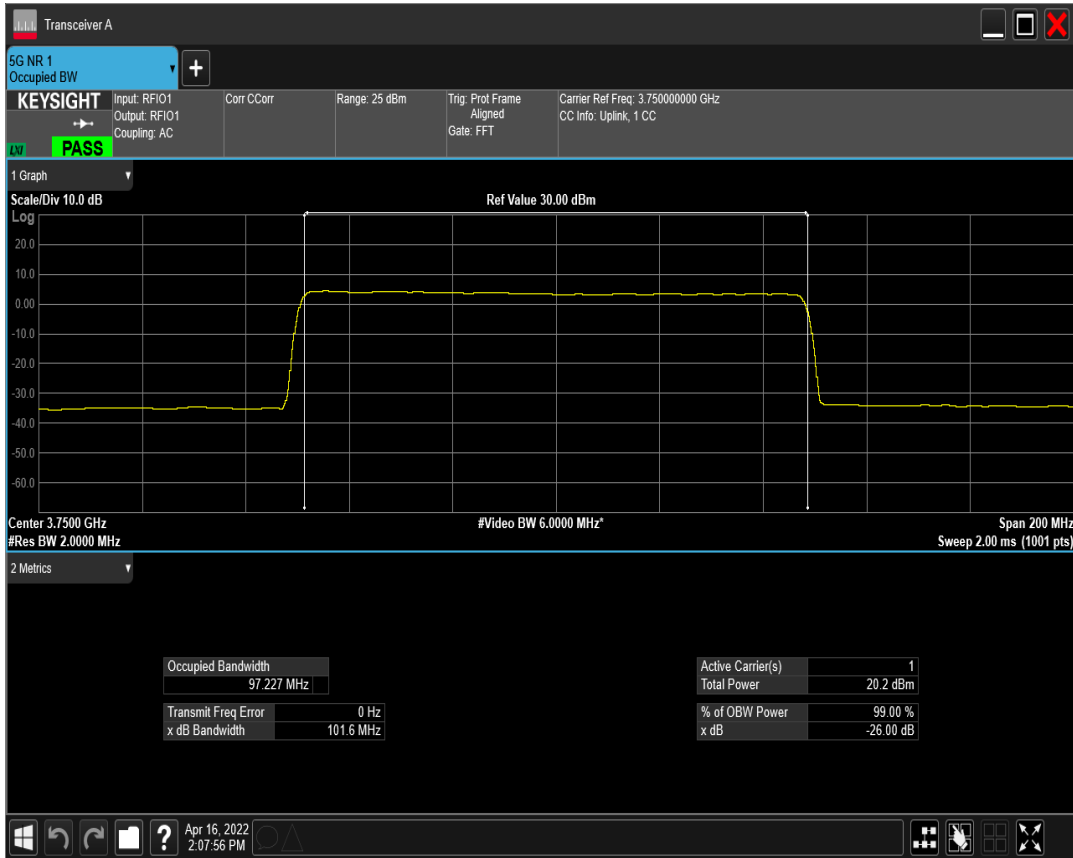 Transceiver A
5G NR 1
Occupied BW
KEYSIGHT
LXI
PASS
Input: RFIO1
Output: RFIO1
Coupling: AC
Corr CCorr
Range: 25 dBm
Trig: Prot Frame
Aligned
Gate: FFT
Carrier Ref Freq: 3.750000000 GHz
CC Info: Uplink, 1 CC
1 Graph
Scale/Div 10.0 dB
Ref Value 30.00 dBm
Log
20.0
10.0
0.00
-10.0
-20.0
-30.0
-40.0
-50.0
-60.0
Center 3.7500 GHz
#Video BW 6.0000 MHz*
Span 200 MHz
#Res BW 2.0000 MHz
Sweep 2.00 ms (1001 pts)
2 Metrics
Occupied Bandwidth
97.227 MHz
Transmit Freq Error 0 Hz
x dB Bandwidth 101.6 MHz
Active Carrier(s) 1
Total Power 20.2 dBm
% of OBW Power 99.00 %
x dB -26.00 dB
?
Apr 16, 2022
2:07:56 PM